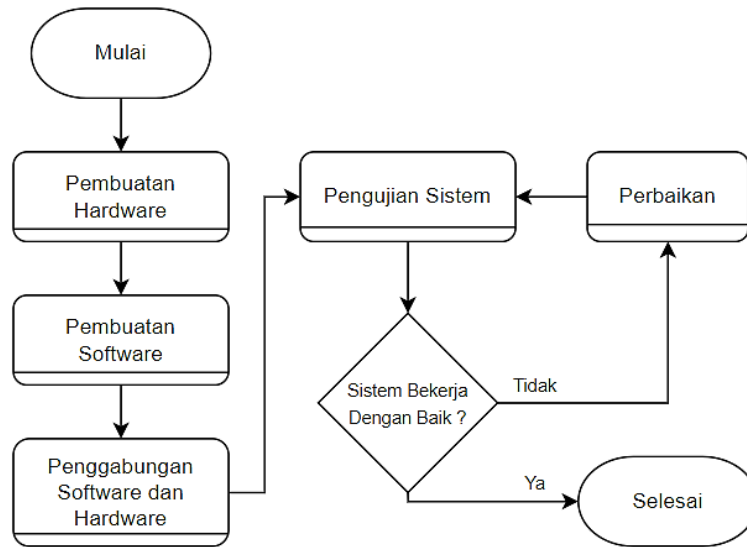 Mulai
Pembuatan
Hardware
Pembuatan
Software
Penggabungan
Software dan
Hardware
Pengujian Sistem
Perbaikan
Sistem Bekerja
Dengan Baik ?
Tidak
Ya
Selesai